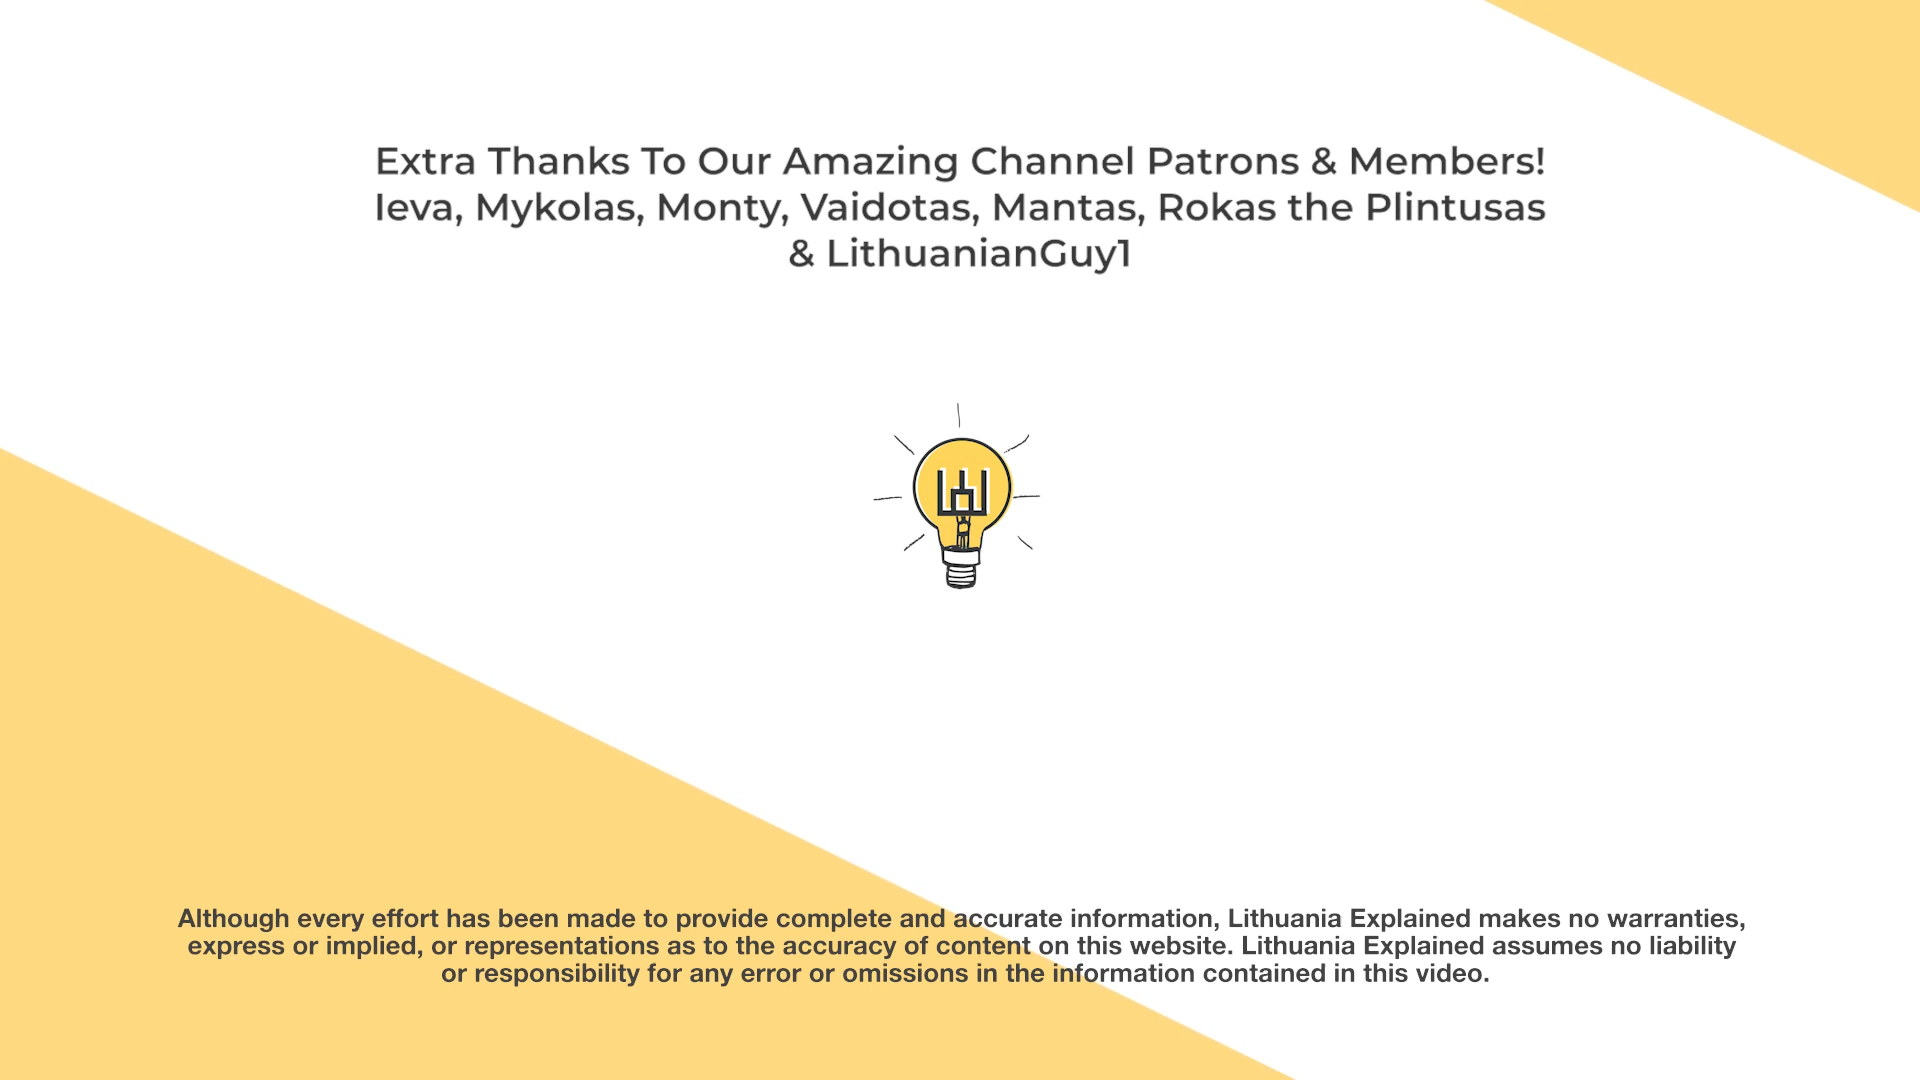 Extra Thanks To Our Amazing Channel Patrons & Members!
Ieva, Mykolas, Monty, Vaidotas, Mantas, Rokas the Plintusas
& LithuanianGuy1
Although every effort has been made to provide complete and accurate information, Lithuania Explained makes no warranties,
express or implied, or representations as to the accuracy of content on this website. Lithuania Explained assumes no liability
or responsibility for any error or omissions in the information contained in this video.